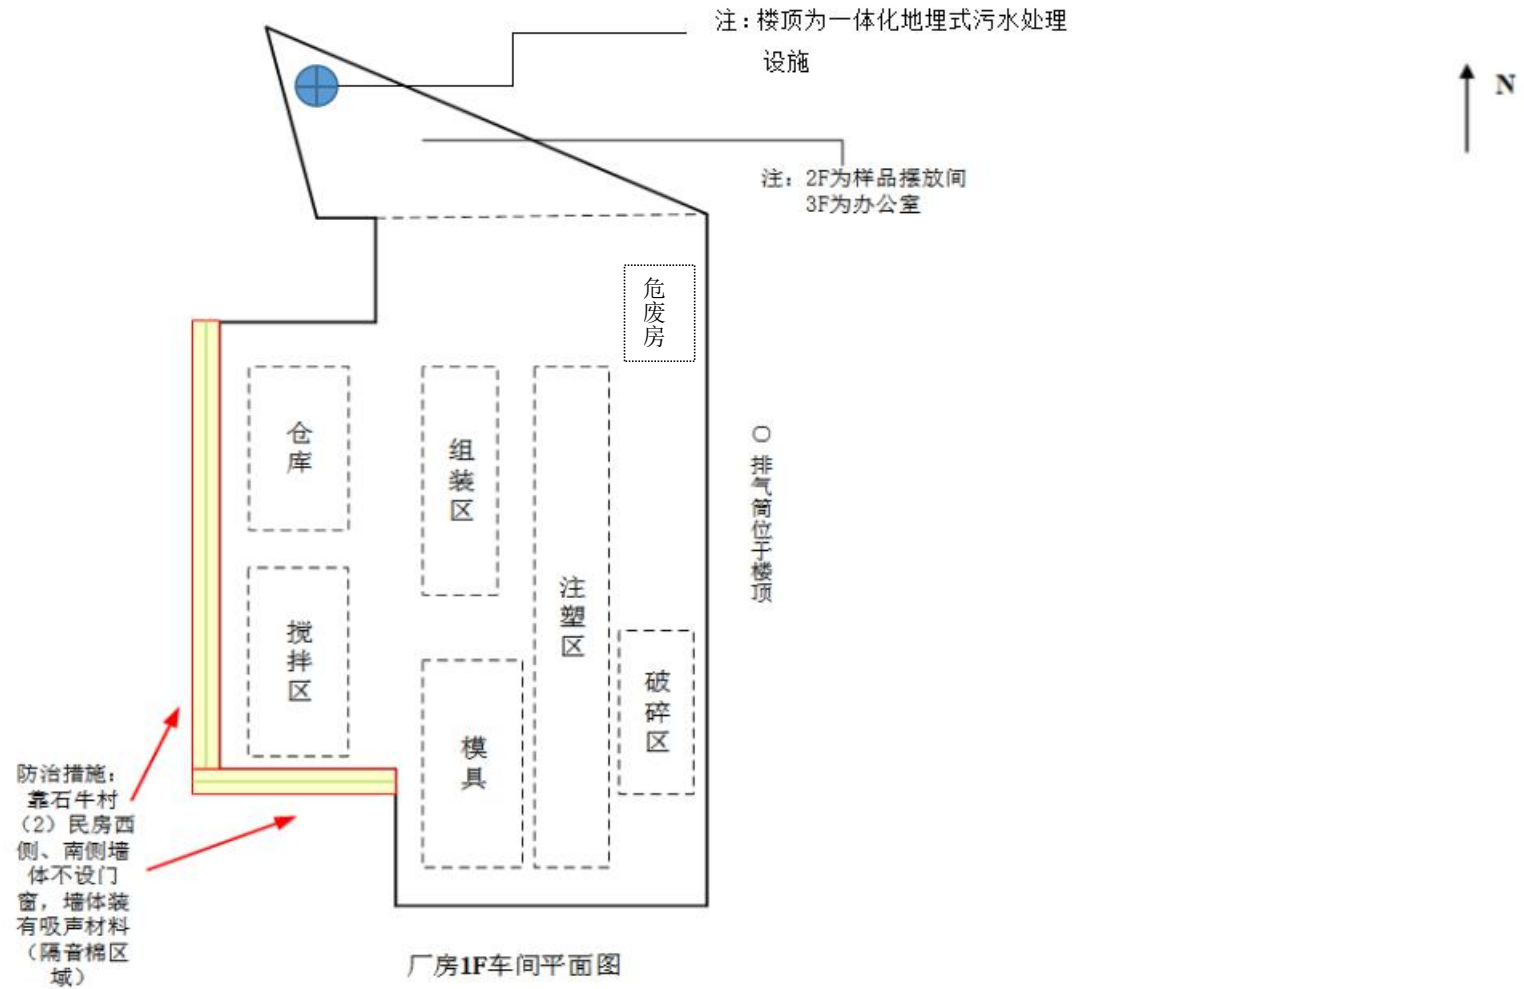 注：楼顶为一体化地埋式污水处理
设施
N
注：2F为样品摆放间
3F为办公室
危废房
仓库
组装区
排气筒位于楼顶
注塑区
搅拌区
破碎区
模具
防治措施：
靠石牛村
（2）民房西
侧、南侧墙
体不设门
窗，墙体装
有吸声材料
（隔音棉区
域）
厂房1F车间平面图